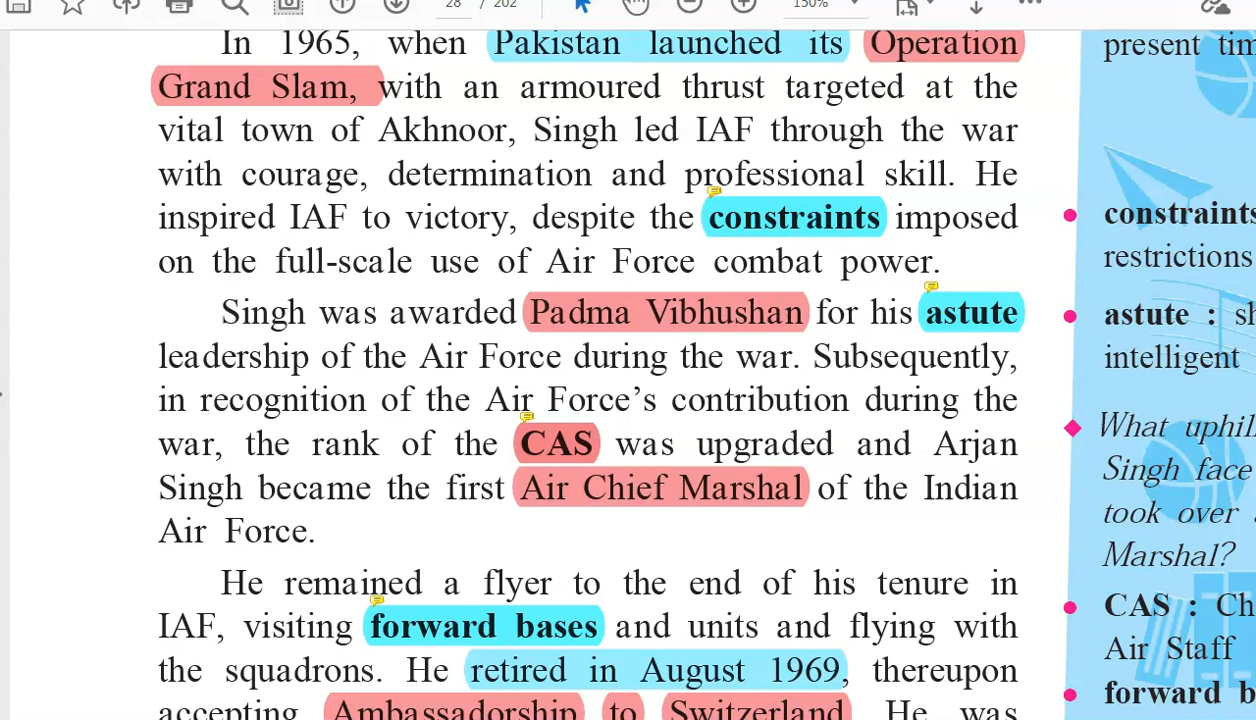 28 / 202
150%
In 1965, when Pakistan launched its Operation
Grand Slam, with an armoured thrust targeted at the
vital town of Akhnoor, Singh led IAF through the war
with courage, determination and professional skill. He
inspired IAF to victory, despite the constraints imposed
on the full-scale use of Air Force combat power.
Singh was awarded Padma Vibhushan for his astute
leadership of the Air Force during the war. Subsequently,
in recognition of the Air Force’s contribution during the
war, the rank of the CAS was upgraded and Arjan
Singh became the first Air Chief Marshal of the Indian
Air Force.
He remained a flyer to the end of his tenure in
IAF, visiting forward bases and units and flying with
the squadrons. He retired in August 1969, thereupon
accepting Ambassadorship to Switzerland. He was
present tim
constraints
restrictions
astute : sh
intelligent
What uphil
Singh face
took over
Marshal?
CAS : Ch
Air Staff
forward b